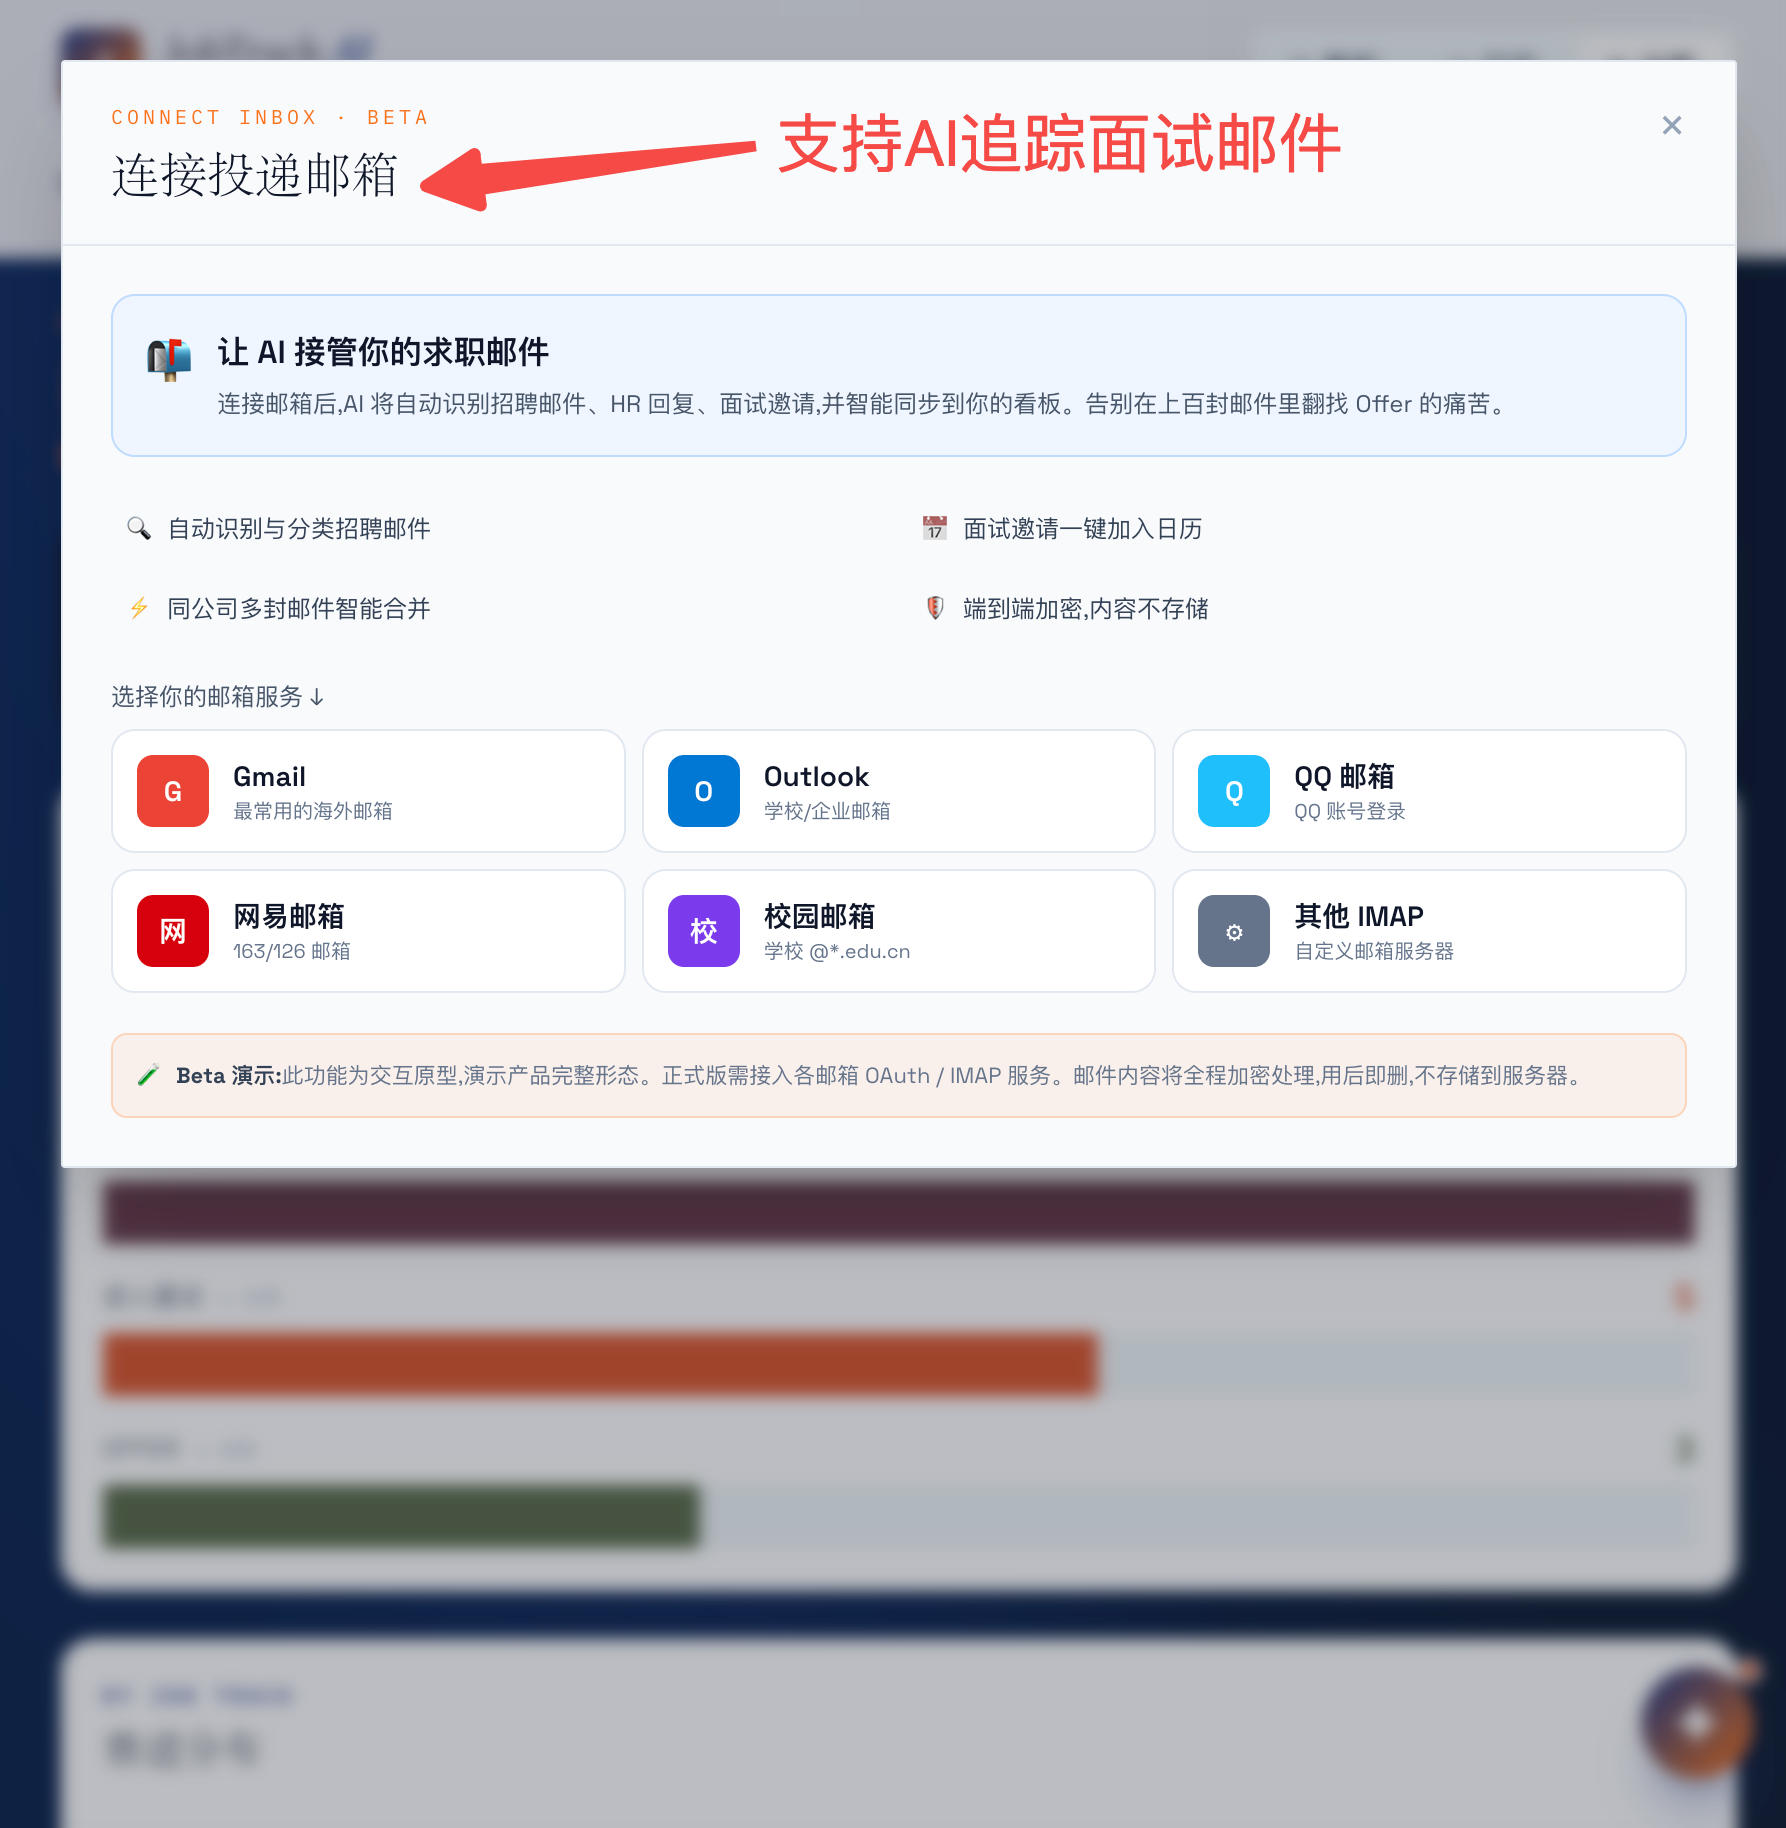 CONNECT INBOX · BETA
连接投递邮箱
支持AI追踪面试邮件
×
让 AI 接管你的求职邮件
连接邮箱后,AI 将自动识别招聘邮件、HR 回复、面试邀请,并智能同步到你的看板。告别在上百封邮件里翻找 Offer 的痛苦。
自动识别与分类招聘邮件
17 面试邀请一键加入日历
同公司多封邮件智能合并
端到端加密,内容不存储
选择你的邮箱服务 ↓
G
Gmail
最常用的海外邮箱
O
Outlook
学校/企业邮箱
Q
QQ 邮箱
QQ 账号登录
网
网易邮箱
163/126 邮箱
校
校园邮箱
学校 @*.edu.cn
其他 IMAP
自定义邮箱服务器
Beta 演示:此功能为交互原型,演示产品完整形态。正式版需接入各邮箱 OAuth / IMAP 服务。邮件内容将全程加密处理,用后即删,不存储到服务器。